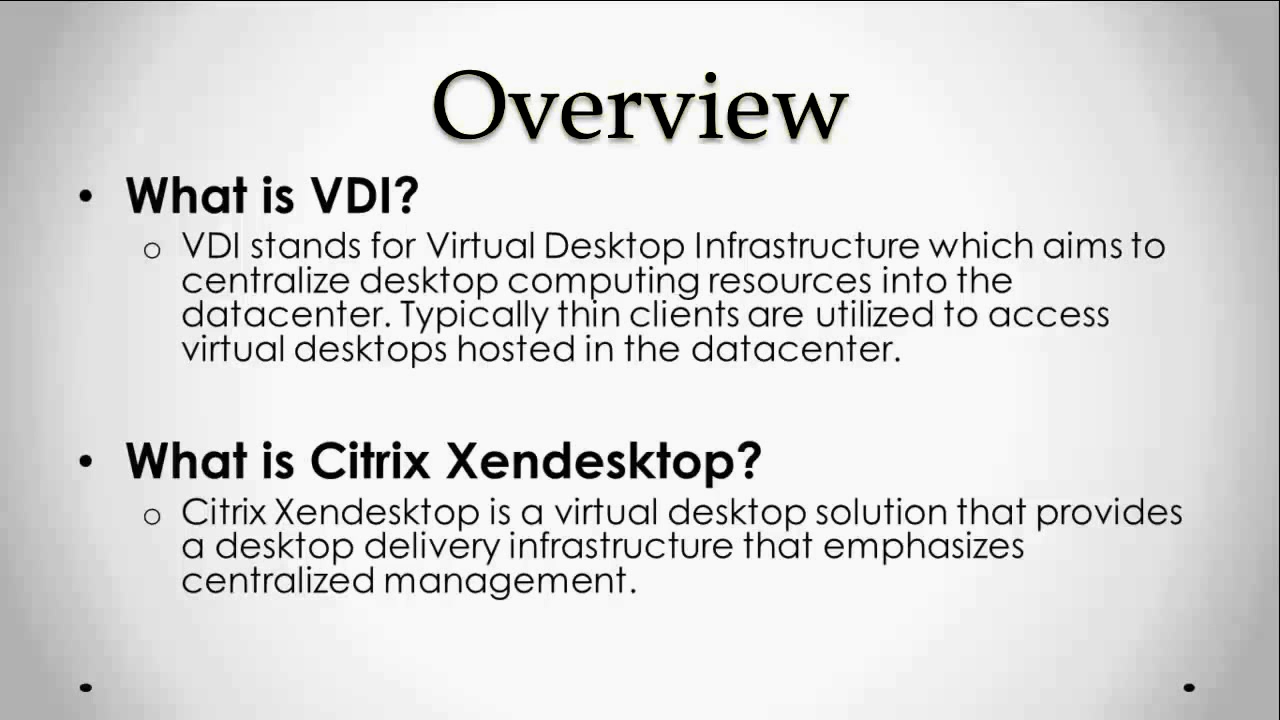 Overview
• What is VDI?
o VDI stands for Virtual Desktop Infrastructure which aims to
centralize desktop computing resources into the
datacenter. Typically thin clients are utilized to access
virtual desktops hosted in the datacenter.
• What is Citrix Xendesktop?
o Citrix Xendesktop is a virtual desktop solution that provides
a desktop delivery infrastructure that emphasizes
centralized management.